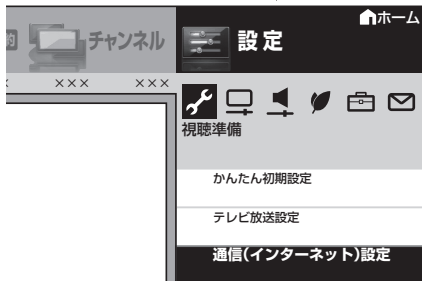 ホーム
的
チャンネル
設定
××× ×××
視聴準備
かんたん初期設定
テレビ放送設定
通信(インターネット)設定